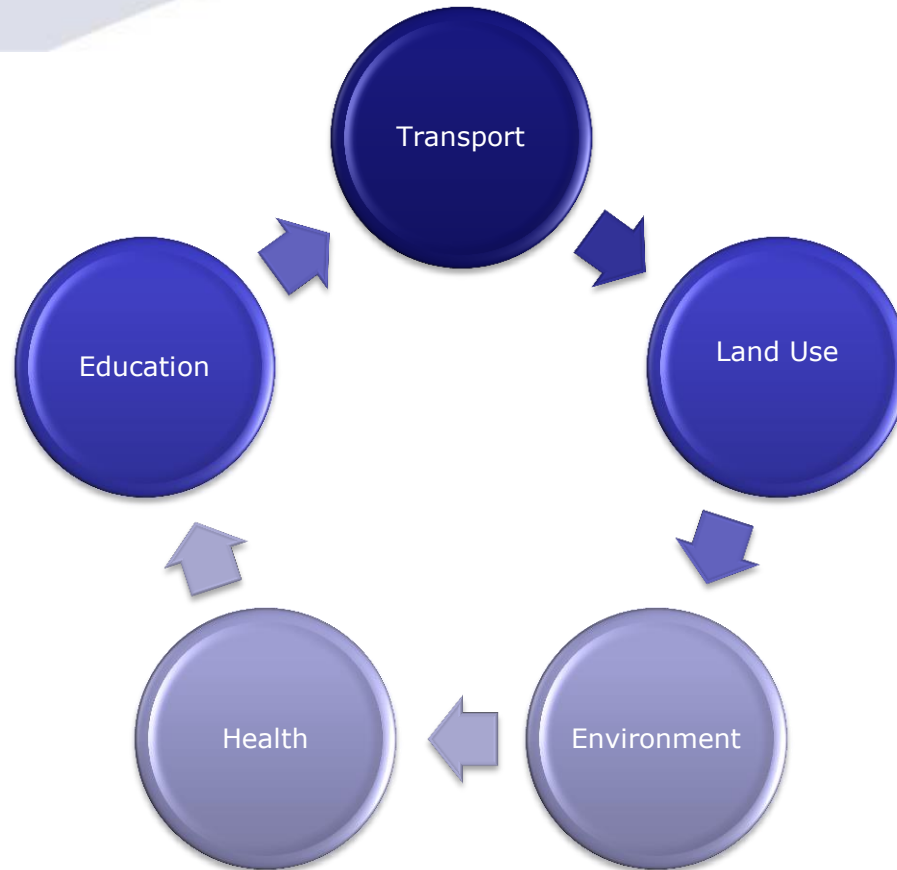 Transport
Land Use
Environment
Health
Education